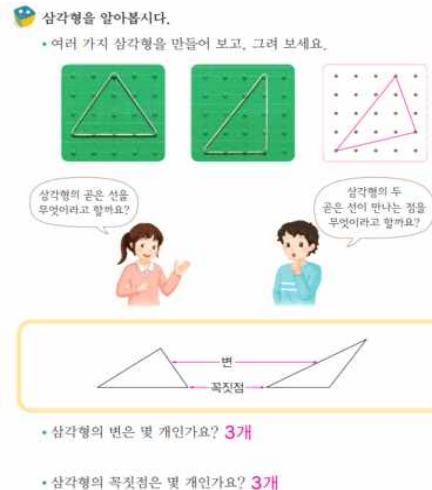 삼각형을 알아봅시다.
• 여러 가지 삼각형을 만들어 보고, 그려 보세요.
삼각형의 곧은 선을
무엇이라고 할까요?
삼각형의 두
곧은 선이 만나는 점을
무엇이라고 할까요?
변
꼭짓점
• 삼각형의 변은 몇 개인가요? 3개
• 삼각형의 꼭짓점은 몇 개인가요? 3개